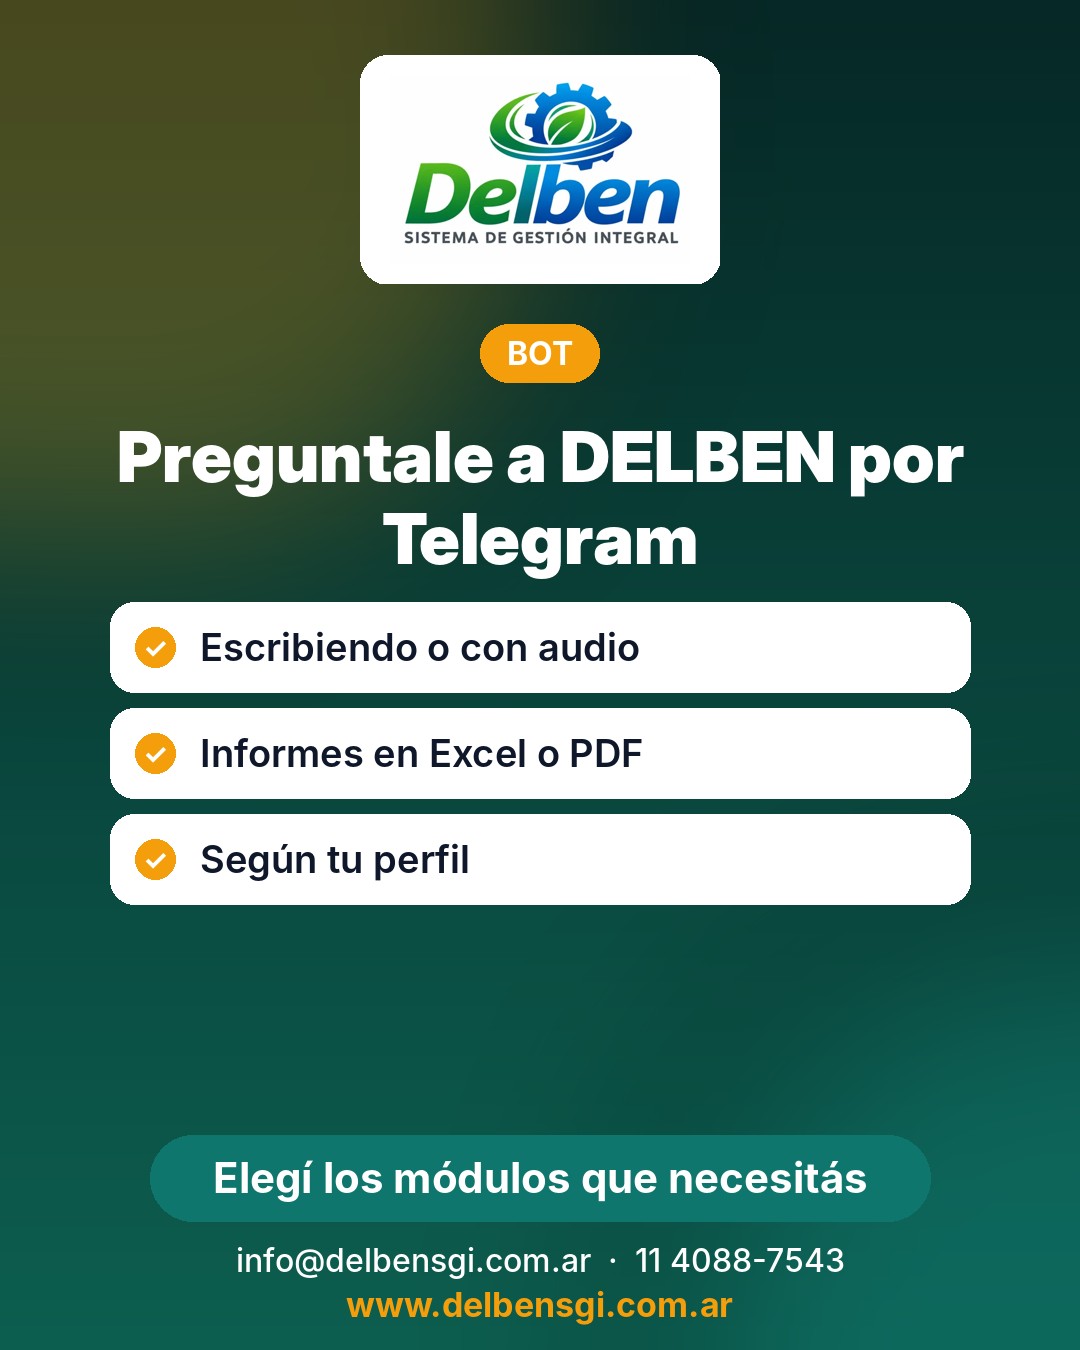 Delben
SISTEMA DE GESTIÓN INTEGRAL
BOT
Preguntale a DELBEN por
Telegram
Escribiendo o con audio
Informes en Excel o PDF
Según tu perfil
Elegí los módulos que necesitás
info@delbensgi.com.ar · 11 4088-7543
www.delbensgi.com.ar